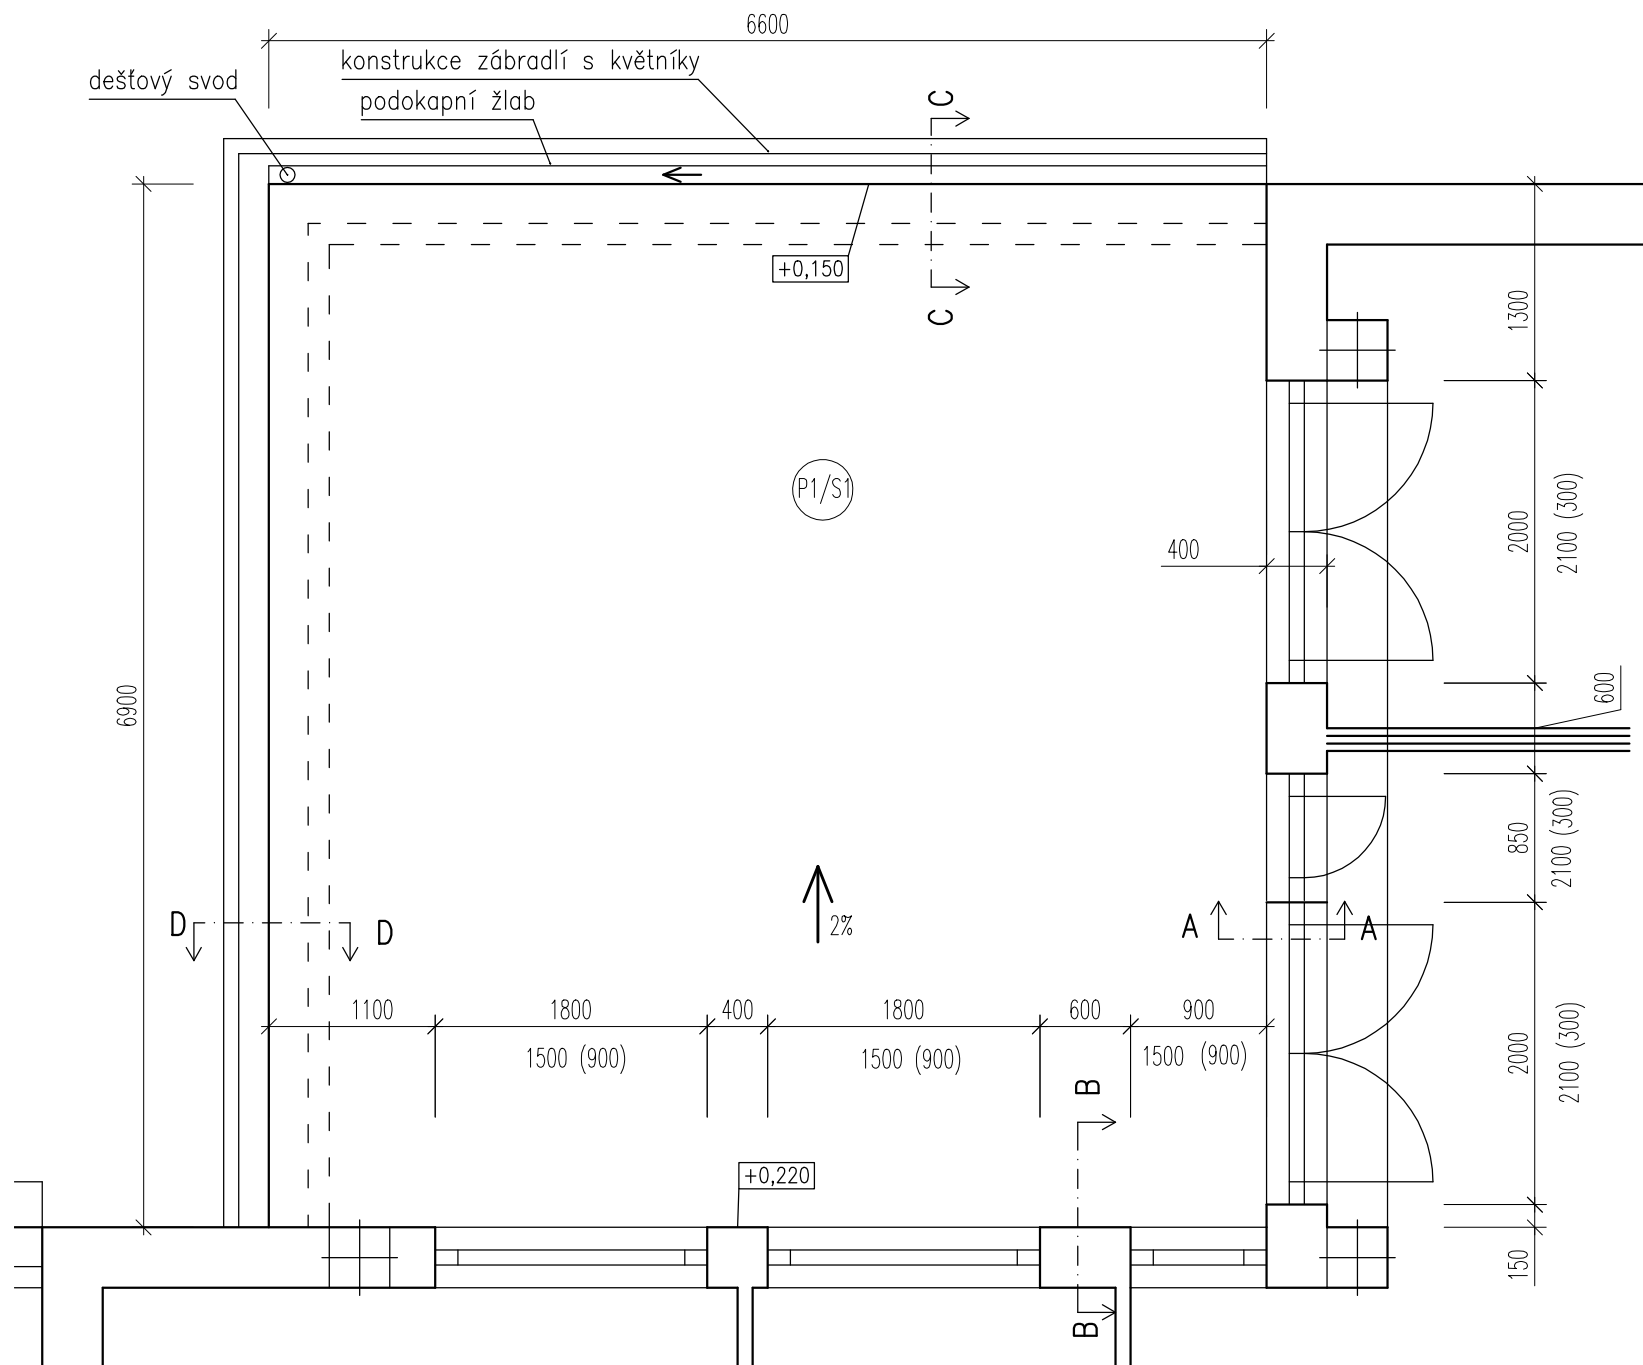 6600
konstrukce zábradlí s květníky
dešťový svod
podokapní žlab
C
+0,150
C
1300
P1/S1
2000
2100 (300)
400
6900
600
850
2100 (300)
D
D
2%
A
A
1100
1800
400
1800
600
900
1500 (900)
1500 (900)
1500 (900)
2000
2100 (300)
B
+0,220
150
B